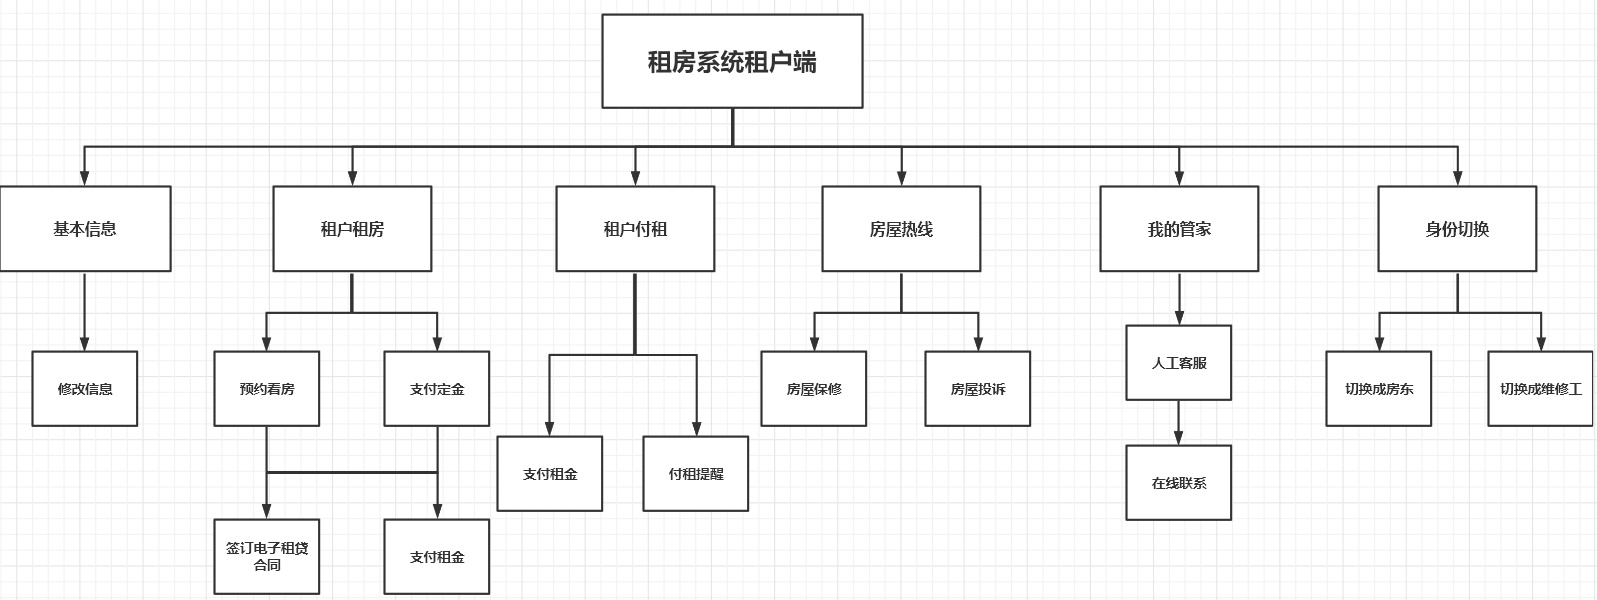 租房系统租户端
基本信息
租户租房
租户付租
房屋热线
我的管家
身份切换
修改信息
预约看房
支付定金
支付租金
付租提醒
房屋保修
房屋投诉
人工客服
在线联系
切换成房东
切换成维修工
签订电子租贷
合同
支付租金